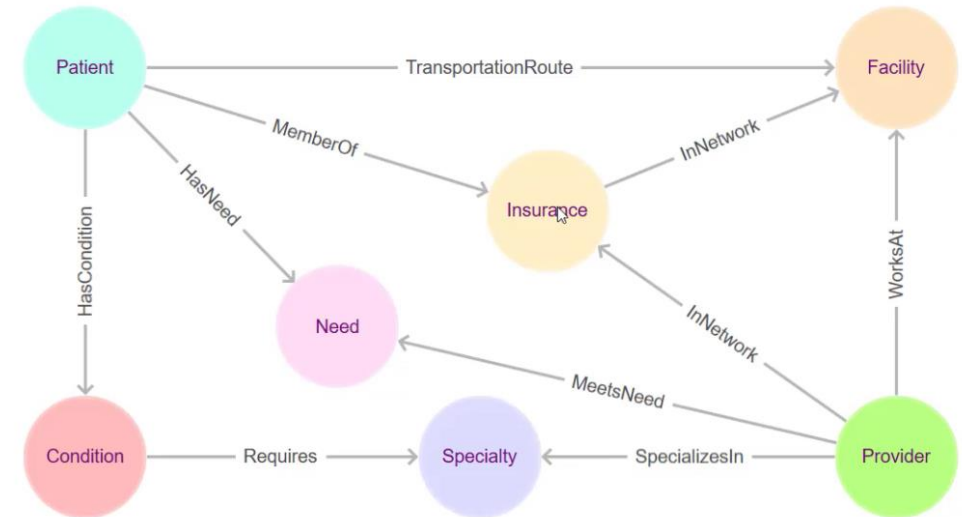 Patient
TransportationRoute
Facility
MemberOf
InNetwork
HasNeed
Insurance
HasCondition
WorksAt
Need
InNetwork
MeetsNeed
Condition
Requires
Specialty
SpecializesIn
Provider